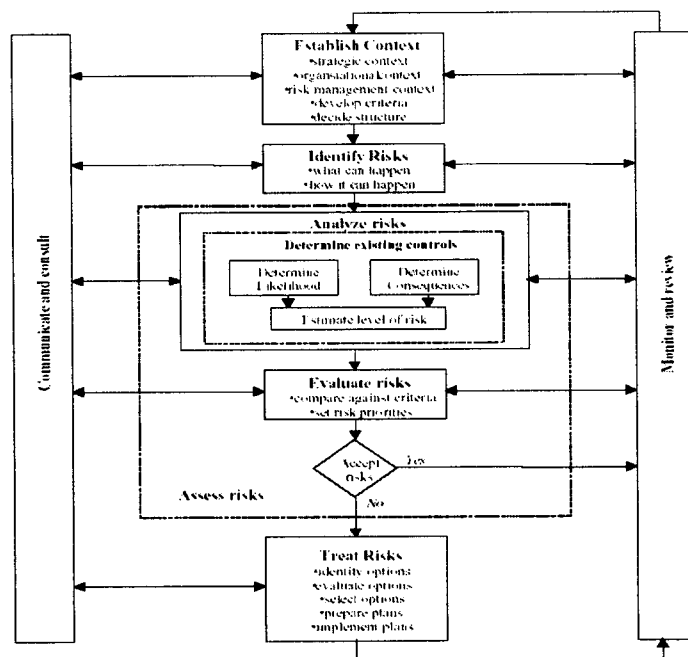 Establish Context
•strategic context
•organisational context
•risk management context
•develop criteria
•decide structure
Identify Risks
•what can happen
•how it can happen
Analyze risks
Determine existing controls
Determine
Likelihood
Determine
Consequences
Estimate level of risk
Evaluate risks
•compare against criteria
•set risk priorities
Accept
risks
Yes
No
Assess risks
Treat Risks
•identify options
•evaluate options
•select options
•prepare plans
•implement plans
Communicate and consult
Monitor and review